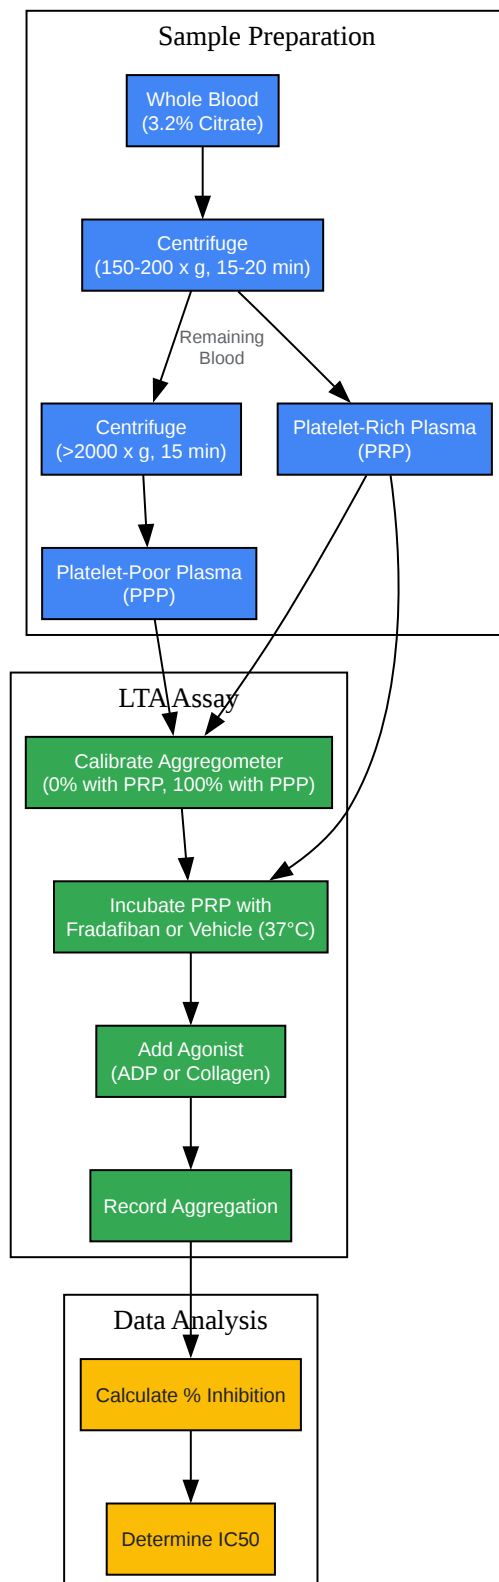 Sample Preparation
Whole Blood
(3.2% Citrate)
Centrifuge
(150-200 x g, 15-20 min)
Remaining
Blood
Centrifuge
(>2000 x g, 15 min)
Platelet-Rich Plasma
(PRP)
Platelet-Poor Plasma
(PPP)
LTA Assay
Calibrate Aggregometer
(0% with PRP, 100% with PPP)
Incubate PRP with
Fradafiban or Vehicle (37°C)
Add Agonist
(ADP or Collagen)
Record Aggregation
Data Analysis
Calculate % Inhibition
Determine IC50